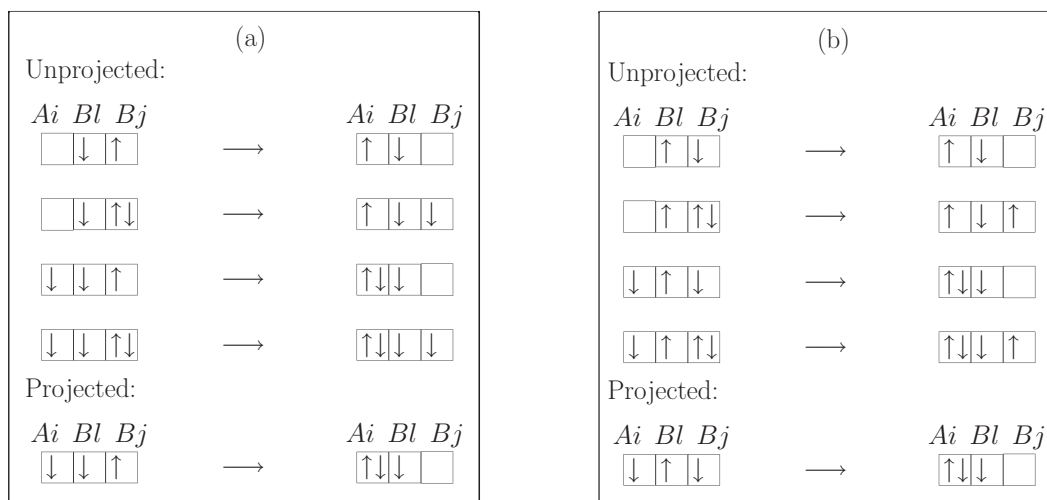 (a)
Unprojected:
Ai Bl Bj Ai Bl Bj
↓ ↑ ⟶ ↑ ↓
↓ ↑↓ ⟶ ↑ ↓ ↓
↓ ↓ ↑ ⟶ ↑↓ ↓
↓ ↓ ↑↓ ⟶ ↑↓ ↓ ↓
Projected:
Ai Bl Bj Ai Bl Bj
↓ ↓ ↑ ⟶ ↑↓ ↓
(b)
Unprojected:
Ai Bl Bj Ai Bl Bj
↑ ↓ ⟶ ↑ ↓
↑ ↑↓ ⟶ ↑ ↓ ↑
↓ ↑ ↓ ⟶ ↑↓ ↓
↓ ↑ ↑↓ ⟶ ↑↓ ↓ ↑
Projected:
Ai Bl Bj Ai Bl Bj
↓ ↑ ↓ ⟶ ↑↓ ↓